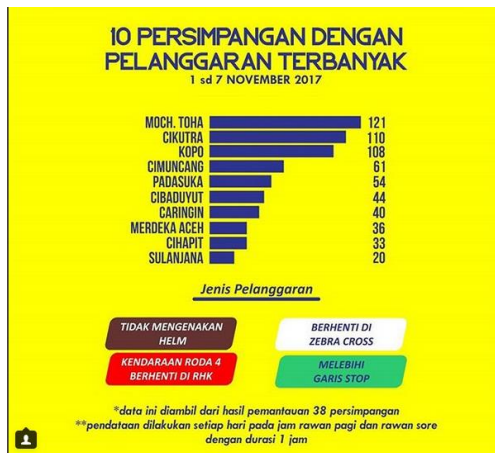 10 PERSIMPANGAN DENGAN
PELANGGARAN TERBANYAK
1 sd 7 NOVEMBER 2017
MOCH. TOHA 121
CIKUTRA 110
KOPO 108
CIMUNCANG 61
PADASUKA 54
CIBADUYUT 44
CARINGIN 40
MERDEKA ACEH 36
CIHAPIT 33
SULANJANA 20
Jenis Pelanggaran
TIDAK MENGENAKAN
HELM
BERHENTI DI
ZEBRA CROSS
KENDARAAN RODA 4
BERHENTI DI RHK
MELEBIHI
GARIS STOP
*data ini diambil dari hasil pemantauan 38 persimpangan
**pendataan dilakukan setiap hari pada jam rawan pagi dan rawan sore
dengan durasi 1 jam